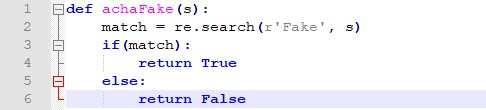 1 def achaFake(s):
2     match = re.search(r'Fake', s)
3     if(match):
4         return True
5     else:
6         return False